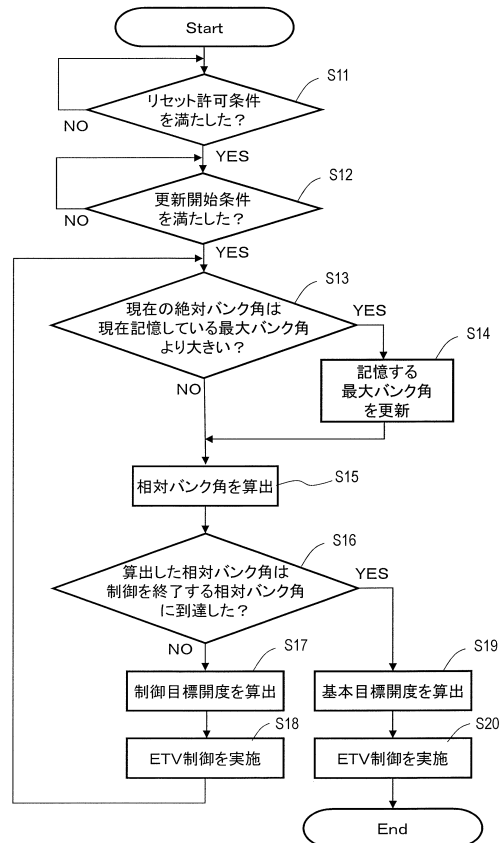 Start
S11
リセット許可条件
を満たした？
NO
YES
S12
更新開始条件
を満たした？
NO
YES
S13
現在の絶対バンク角は
現在記憶している最大バンク角
より大きい？
YES
S14
記憶する
最大バンク角
を更新
NO
S15
相対バンク角を算出
S16
算出した相対バンク角は
制御を終了する相対バンク角
に到達した？
YES
NO
S17
制御目標開度を算出
S19
基本目標開度を算出
S18
ETV制御を実施
S20
ETV制御を実施
End